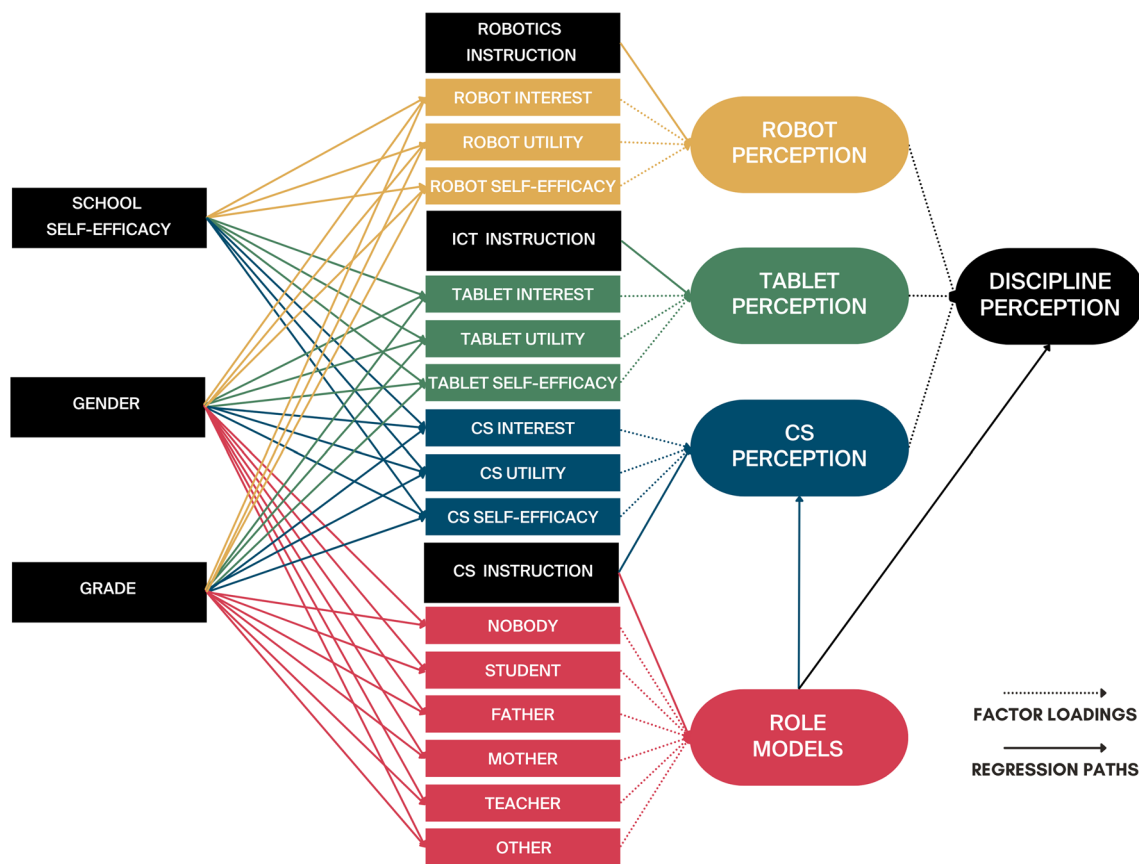 SCHOOL
SELF-EFFICACY
GENDER
GRADE
ROBOTICS
INSTRUCTION
ROBOT INTEREST
ROBOT UTILITY
ROBOT SELF-EFFICACY
ICT INSTRUCTION
TABLET INTEREST
TABLET UTILITY
TABLET SELF-EFFICACY
CS INTEREST
CS UTILITY
CS SELF-EFFICACY
CS INSTRUCTION
NOBODY
STUDENT
FATHER
MOTHER
TEACHER
OTHER
ROBOT
PERCEPTION
TABLET
PERCEPTION
CS
PERCEPTION
ROLE
MODELS
DISCIPLINE
PERCEPTION
FACTOR LOADINGS
REGRESSION PATHS